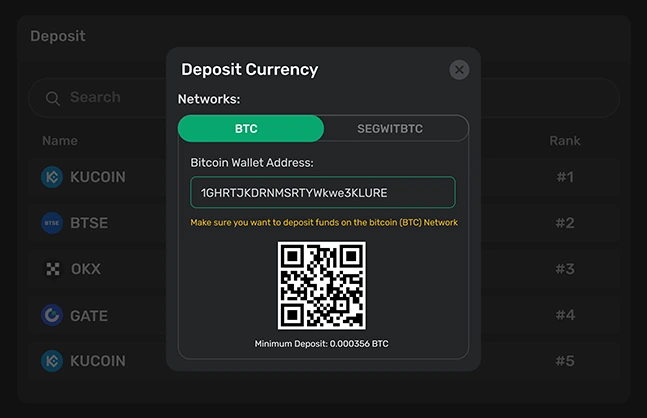 Deposit
Deposit Currency
Search
Networks:
BTC SEGWITBTC
Name Rank
Bitcoin Wallet Address:
KUCOIN #1
1GHRTJKDRNMSRTYWkwe3KLURE
BTSE BTSE #2
Make sure you want to deposit funds on the bitcoin (BTC) Network
OKX #3
GATE #4
Minimum Deposit: 0.000356 BTC
KUCOIN #5